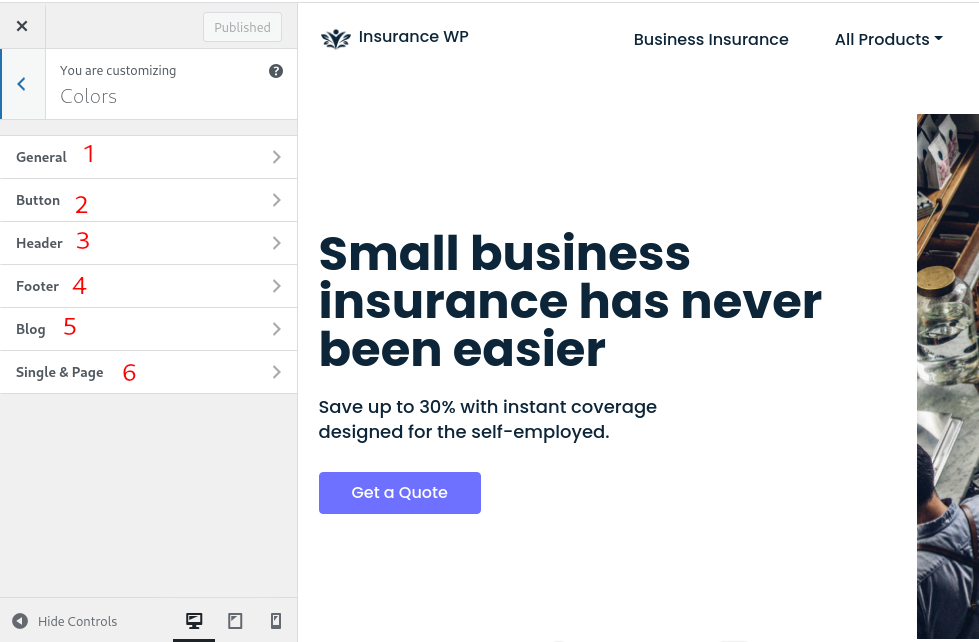 Published
You are customizing
Colors
General 1
Button 2
Header 3
Footer 4
Blog 5
Single & Page 6
Hide Controls
Insurance WP
Business Insurance
All Products
Small business
insurance has never
been easier
Save up to 30% with instant coverage
designed for the self-employed.
Get a Quote